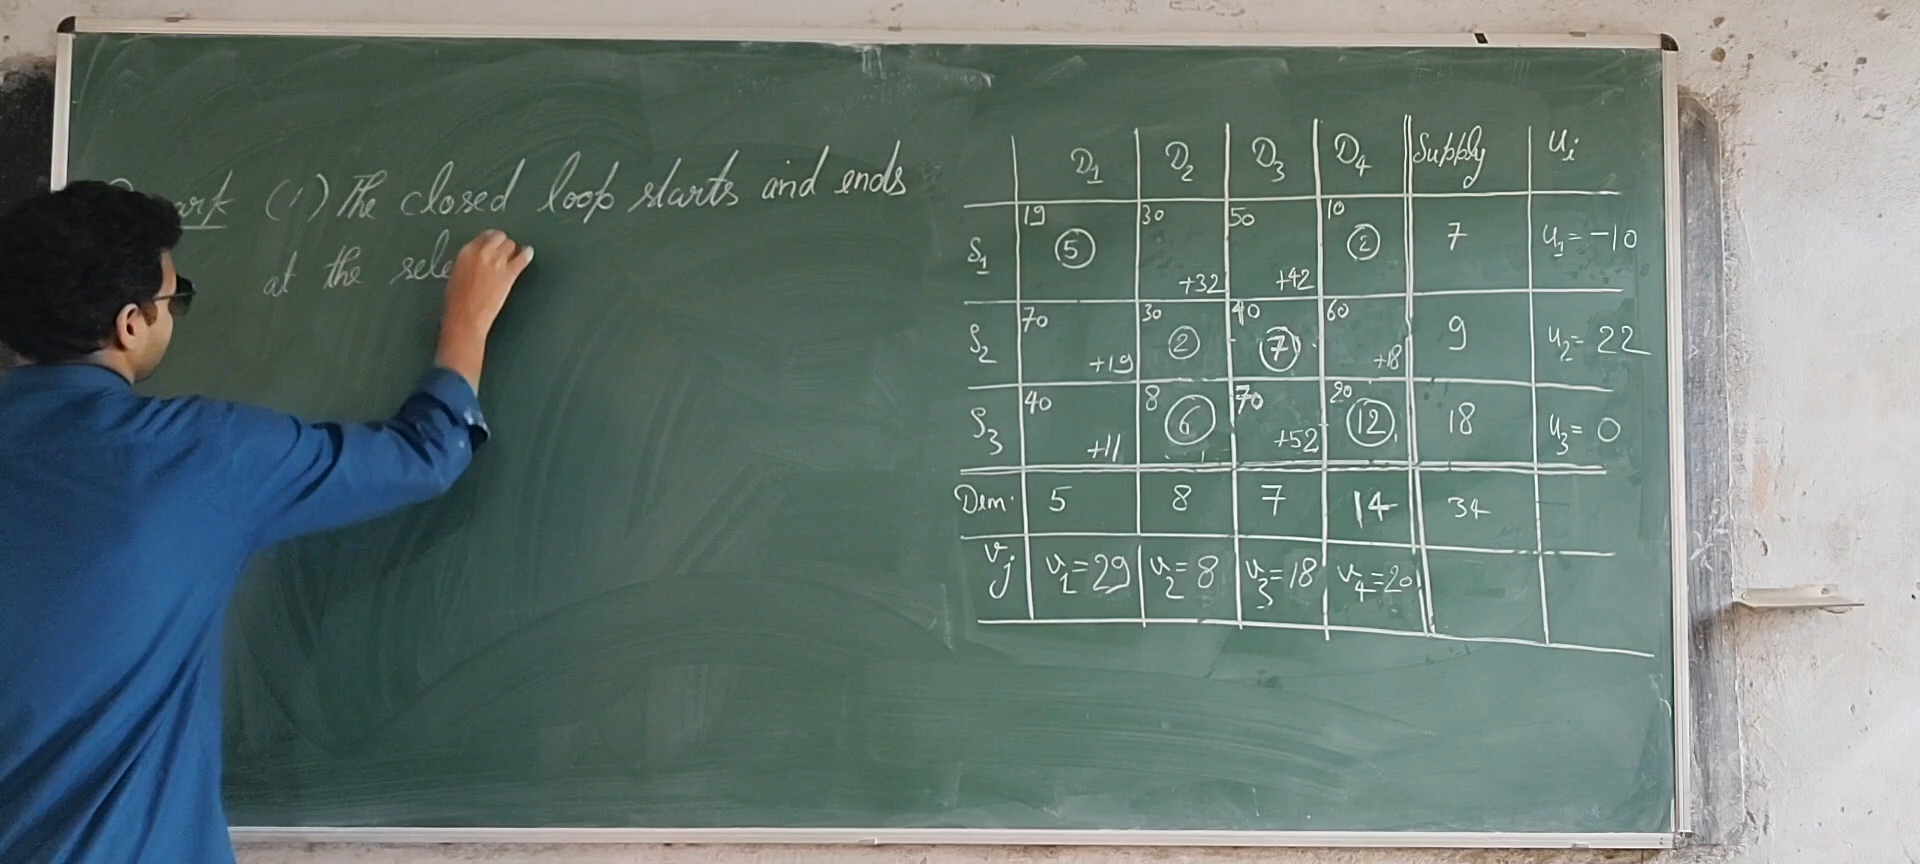 (1) The closed loop starts and ends
at the sele
D1 D2 D3 D4 Supply ui
S1 19 5 30 +32 50 +42 10 2 7 u1 = -10
S2 70 +19 30 2 40 7 60 +18 9 u2 = 22
S3 40 +11 8 6 70 +52 20 12 18 u3 = 0
Dem. 5 8 7 14 34
vj v1 = 29 v2 = 8 v3 = 18 v4 = 20